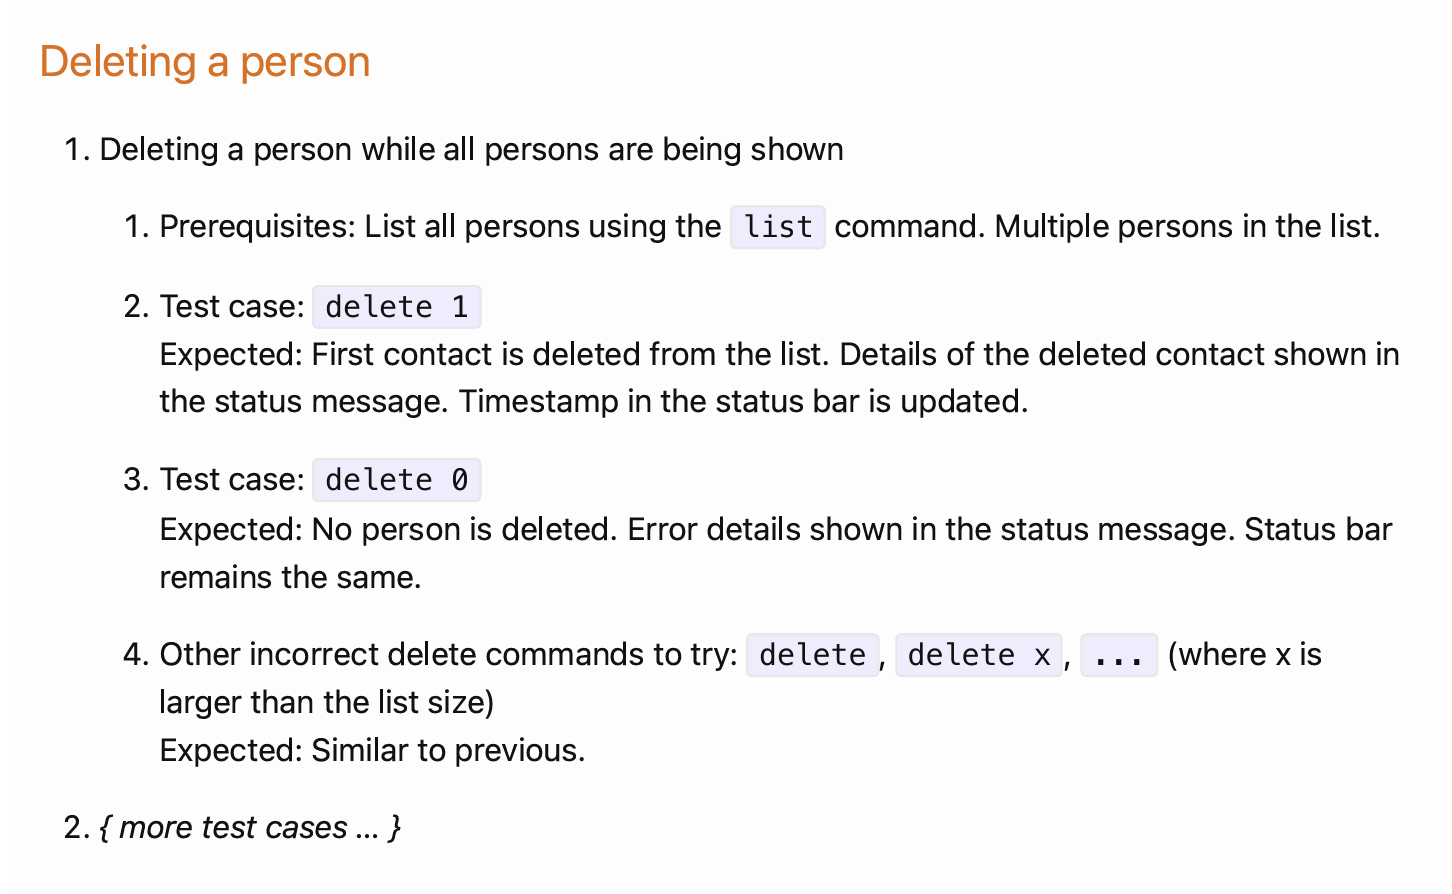 Deleting a person
1. Deleting a person while all persons are being shown
1. Prerequisites: List all persons using the list command. Multiple persons in the list.
2. Test case: delete 1
Expected: First contact is deleted from the list. Details of the deleted contact shown in
the status message. Timestamp in the status bar is updated.
3. Test case: delete 0
Expected: No person is deleted. Error details shown in the status message. Status bar
remains the same.
4. Other incorrect delete commands to try: delete, delete x, ... (where x is
larger than the list size)
Expected: Similar to previous.
2. { more test cases … }